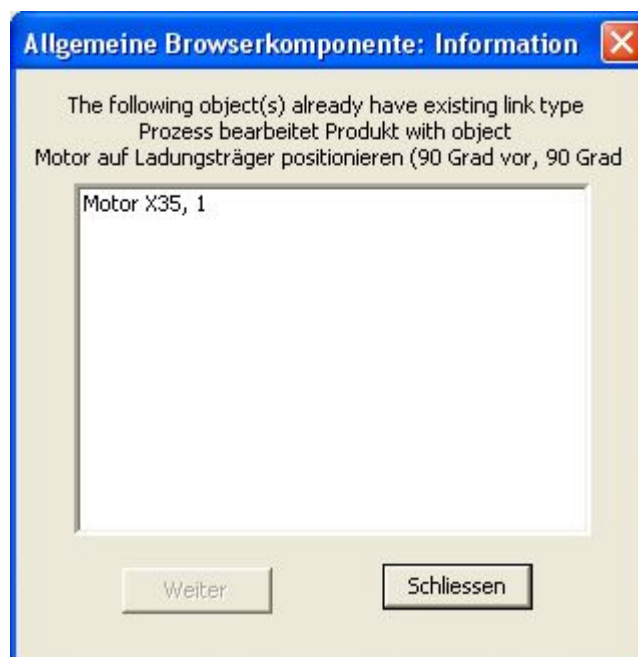 Allgemeine Browserkomponente: Information
The following object(s) already have existing link type
Prozess bearbeitet Produkt with object
Motor auf Ladungsträger positionieren (90 Grad vor, 90 Grad
Motor X35, 1
Weiter
Schliessen